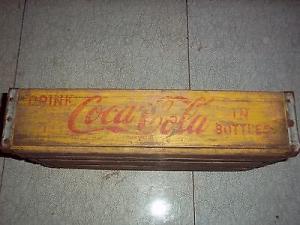 DRINK
Coca-Cola
IN
BOTTLES